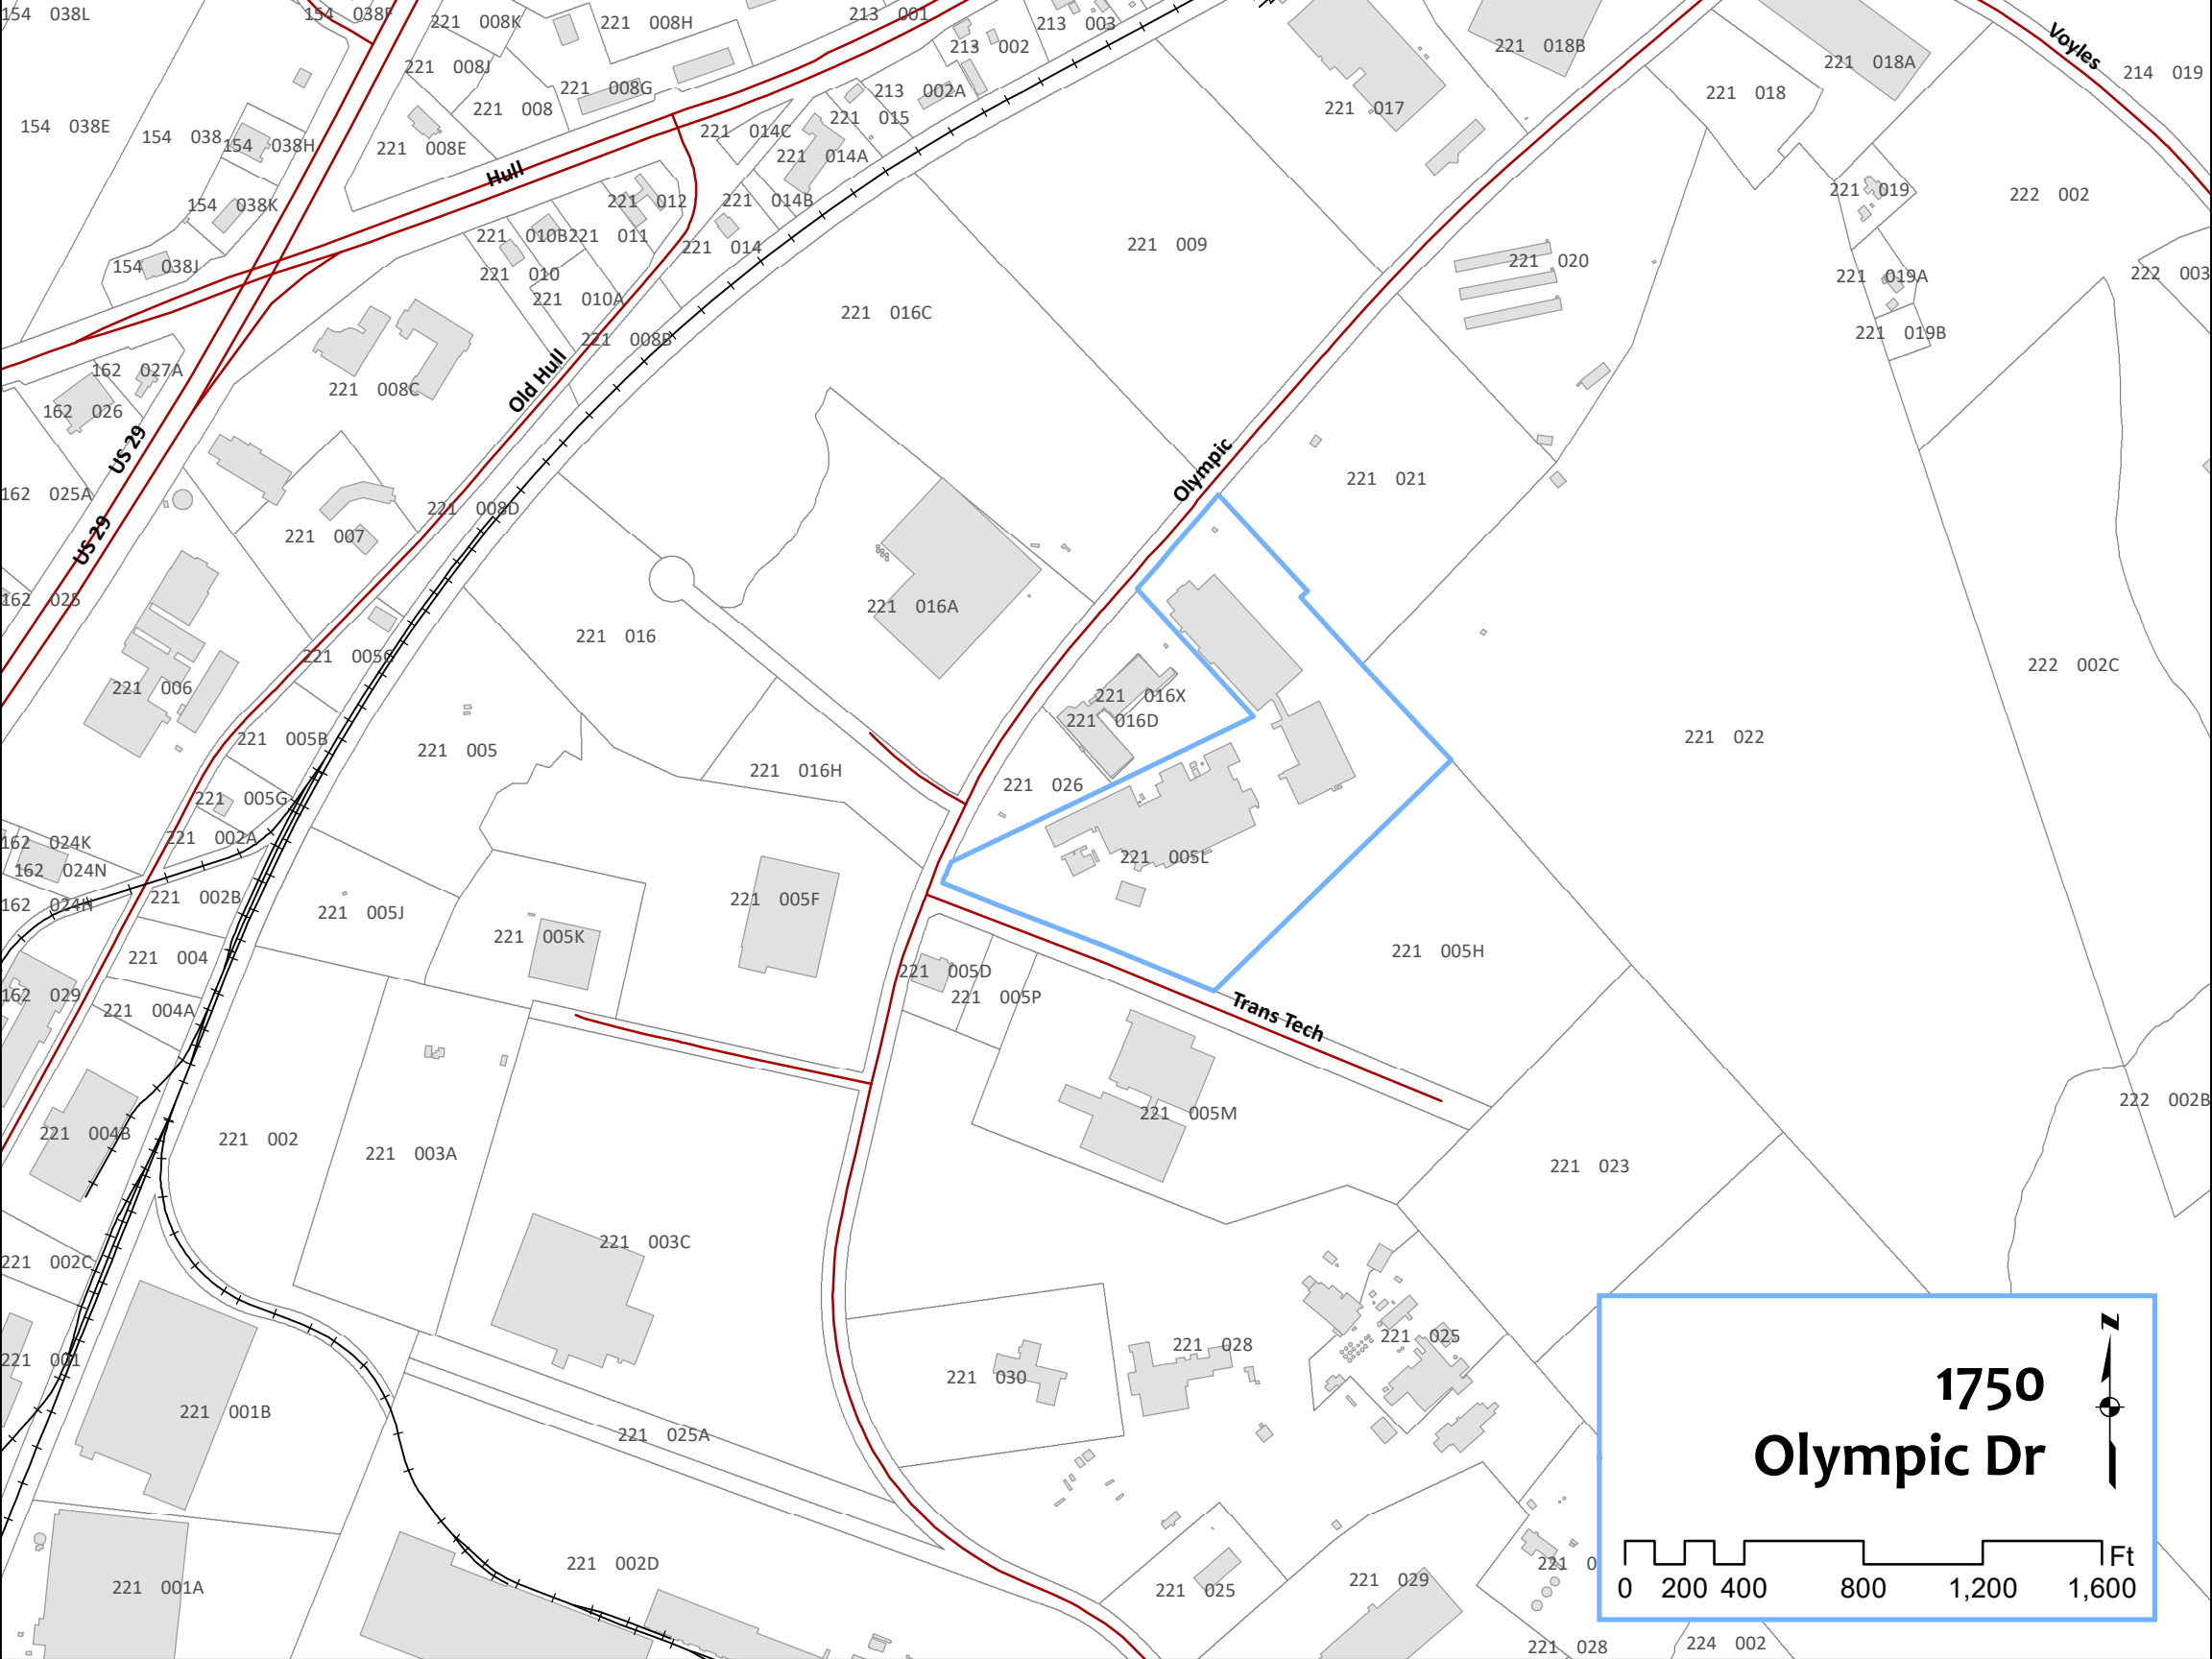 154 038L
154 038F
221 008K
221 008H
213 001
213 003
213 002
221 018B
221 018A
Voyles
214 019
221 008J
221 008G
221 008
213 002A
221 015
221 017
221 018
154 038E
154 038
154 038H
221 008E
221 014C
221 014A
Hull
154 038K
221 012
221 014B
221 019
222 002
221 010B
221 011
221 014
221 009
154 038J
221 010
221 010A
221 020
221 019A
222 003
221 016C
221 008B
221 019B
162 027A
221 008C
Old Hull
162 026
US 29
Olympic
221 021
162 025A
221 008D
US 29
221 007
162 025
221 016A
221 016
221 005C
222 002C
221 006
221 016X
221 016D
221 005B
221 005
221 022
221 016H
221 026
221 005G
221 002A
162 024K
162 024N
221 005L
162 024H
221 002B
221 005J
221 005F
221 005K
221 005H
221 004
221 005D
162 029
221 005P
221 004A
Trans Tech
222 002B
221 004B
221 005M
221 002
221 003A
221 023
221 003C
221 002C
221 028
221 025
221 001
221 030
221 001B
221 025A
1750
Olympic Dr
z
Ft
0 200 400 800 1,200 1,600
221 002D
221 0
221 001A
221 025
221 029
221 028
224 002